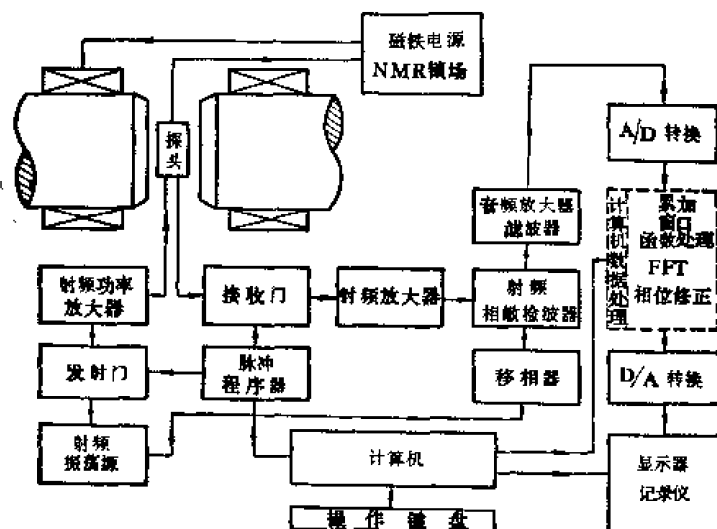 磁铁电源
NMR锁场
探
头
A/D 转换
音频放大器
滤波器
计算机数据处理
累加
窗口
函数处理
FFT
相位修正
射频功率
放大器
接收门
射频放大器
射频
相敏检波器
发射门
脉冲
程序器
移相器
D/A 转换
射频
振荡源
计算机
显示器
记录仪
操作键盘